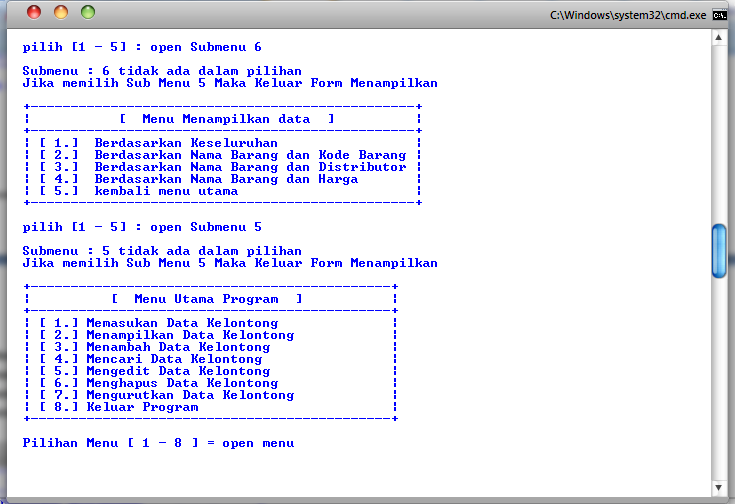 C:\Windows\system32\cmd.exe
pilih [1 - 5] : open Submenu 6
Submenu : 6 tidak ada dalam pilihan
Jika memilih Sub Menu 5 Maka Keluar Form Menampilkan
[ Menu Menampilkan data ]
[ 1.] Berdasarkan Keseluruhan
[ 2.] Berdasarkan Nama Barang dan Kode Barang
[ 3.] Berdasarkan Nama Barang dan Distributor
[ 4.] Berdasarkan Nama Barang dan Harga
[ 5.] kembali menu utama
pilih [1 - 5] : open Submenu 5
Submenu : 5 tidak ada dalam pilihan
Jika memilih Sub Menu 5 Maka Keluar Form Menampilkan
[ Menu Utama Program ]
[ 1.] Memasukan Data Kelontong
[ 2.] Menampilkan Data Kelontong
[ 3.] Menambah Data Kelontong
[ 4.] Mencari Data Kelontong
[ 5.] Mengedit Data Kelontong
[ 6.] Menghapus Data Kelontong
[ 7.] Mengurutkan Data Kelontong
[ 8.] Keluar Program
Pilihan Menu [ 1 - 8 ] = open menu